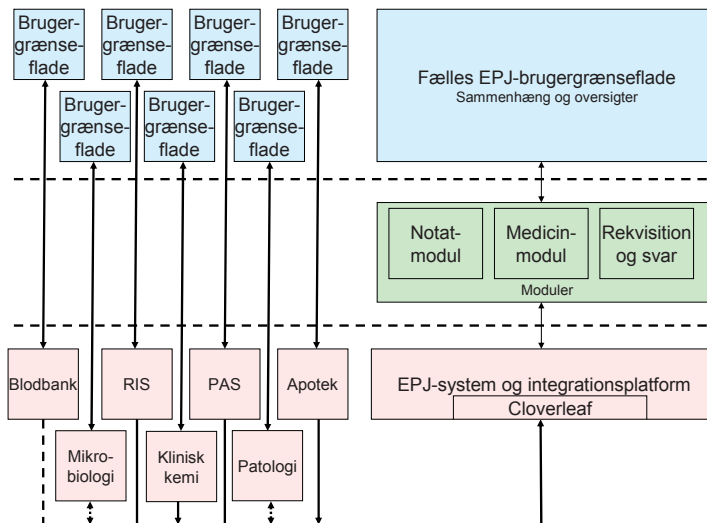 Bruger-
grænse-
flade
Bruger-
grænse-
flade
Bruger-
grænse-
flade
Bruger-
grænse-
flade
Bruger-
grænse-
flade
Bruger-
grænse-
flade
Bruger-
grænse-
flade
Fælles EPJ-brugergrænseflade
Sammenhæng og oversigter
Notat-
modul
Medicin-
modul
Rekvisition
og svar
Moduler
Blodbank
RIS
PAS
Apotek
EPJ-system og integrationsplatform
Cloverleaf
Mikro-
biologi
Klinisk
kemi
Patologi